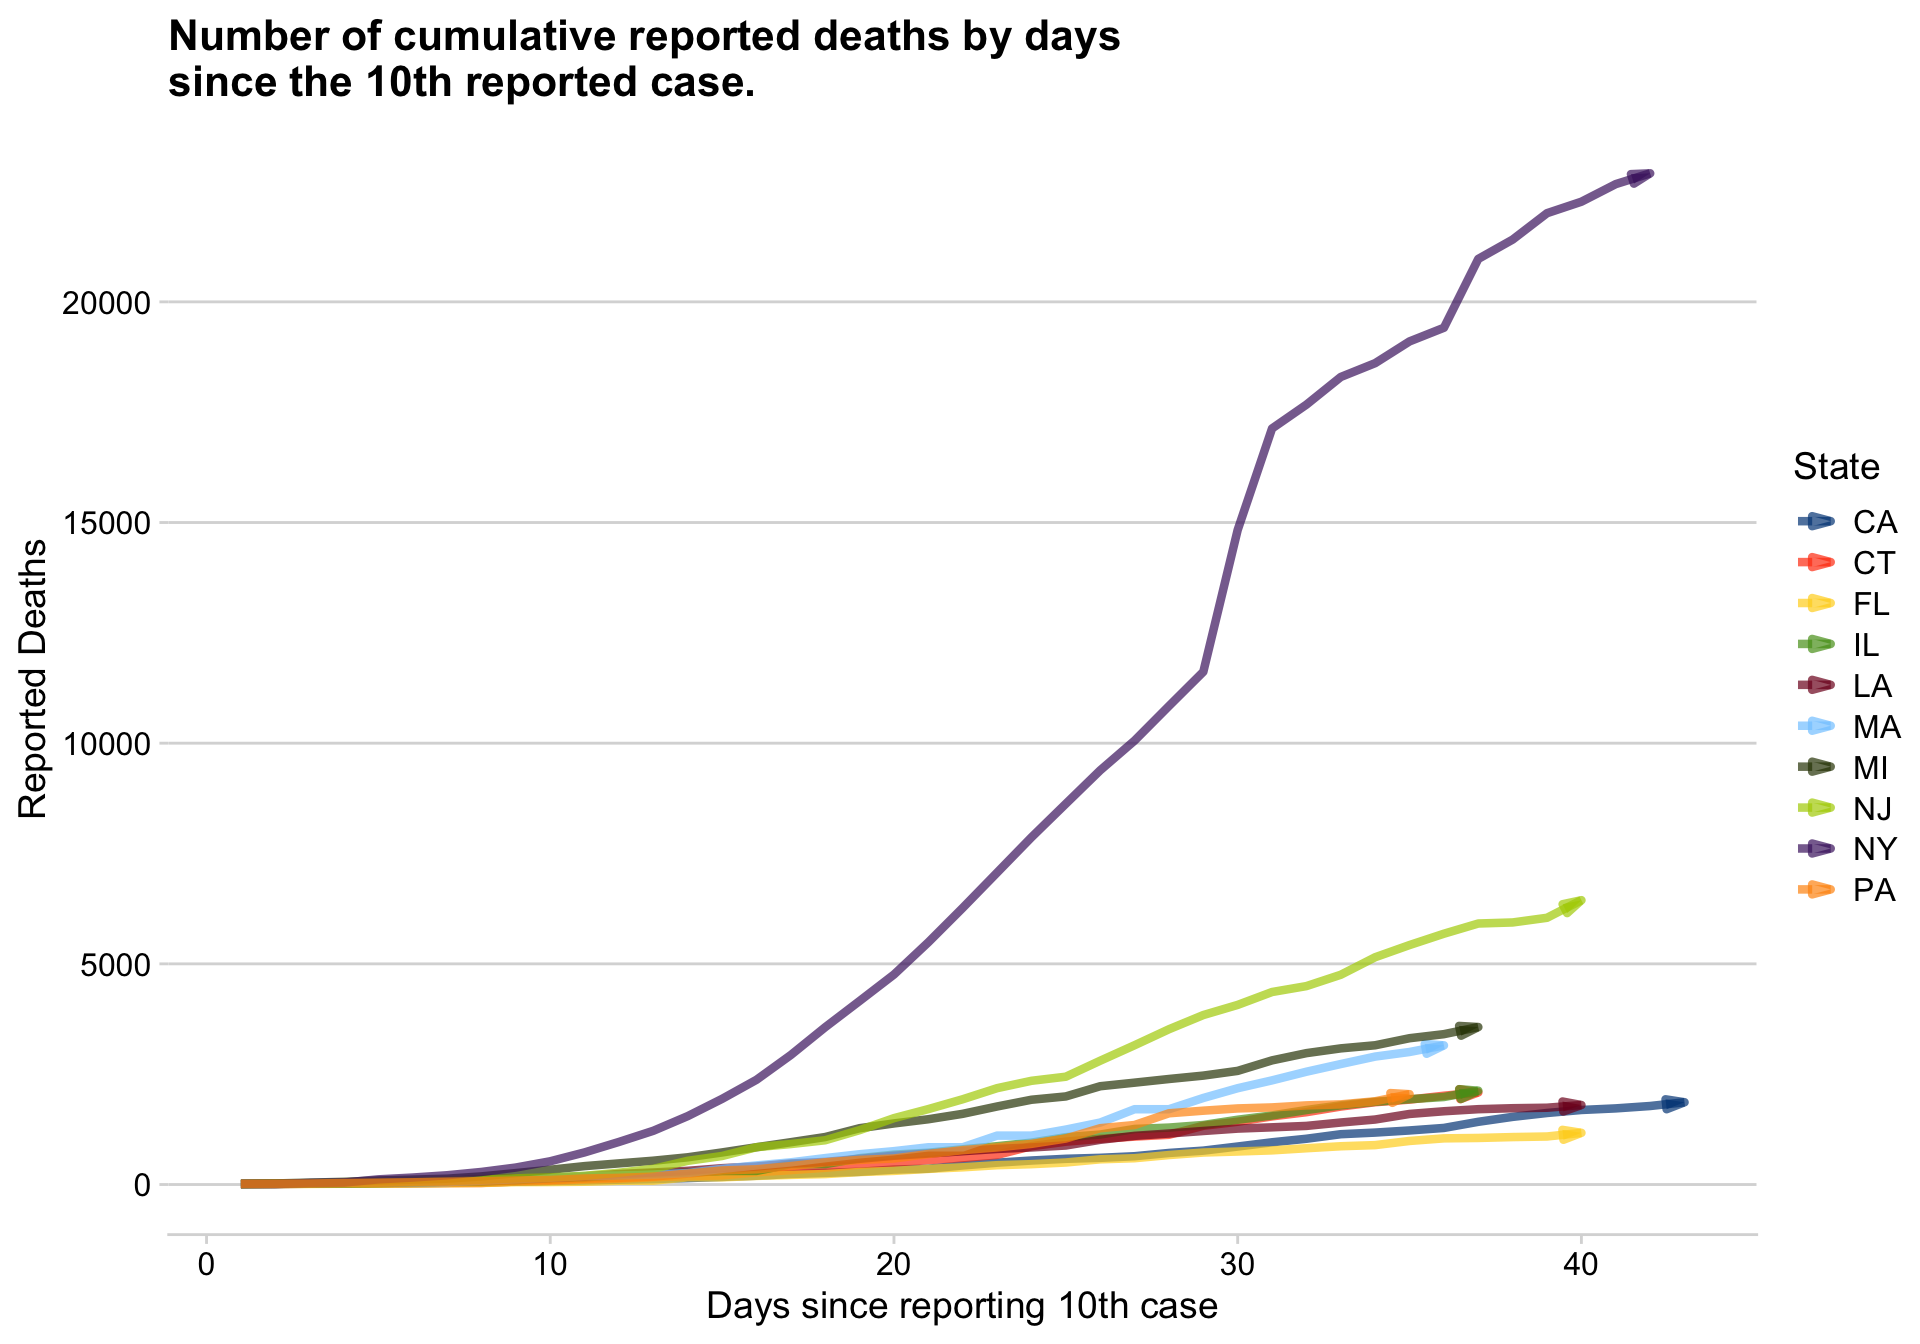 Number of cumulative reported deaths by days
since the 10th reported case.
Reported Deaths
20000
15000
10000
5000
0
0 10 20 30 40
Days since reporting 10th case
State
CA
CT
FL
IL
LA
MA
MI
NJ
NY
PA